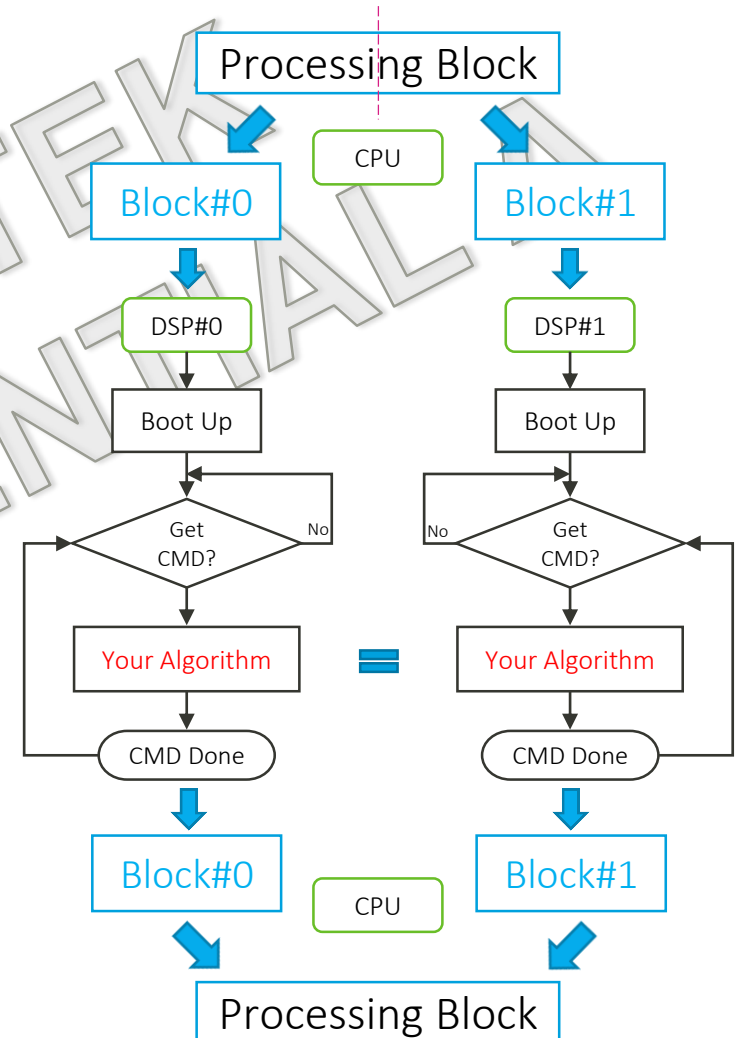 Processing Block
CPU
Block#0
Block#1
DSP#0
DSP#1
Boot Up
Boot Up
Get
CMD?
No
No
Get
CMD?
Your Algorithm
Your Algorithm
CMD Done
CMD Done
Block#0
Block#1
CPU
Processing Block